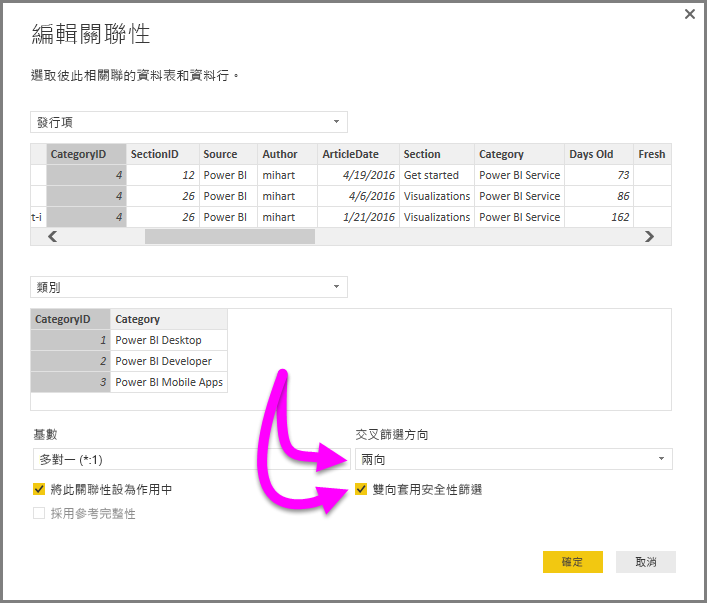 編輯關聯性
選取彼此相關聯的資料表和資料行。
發行項
CategoryID SectionID Source Author ArticleDate Section Category Days Old Fresh
4 12 Power BI mihart 4/19/2016 Get started Power BI Service 73
4 26 Power BI mihart 4/6/2016 Visualizations Power BI Service 86
t-i 4 26 Power BI mihart 1/21/2016 Visualizations Power BI Service 162
類別
CategoryID Category
1 Power BI Desktop
2 Power BI Developer
3 Power BI Mobile Apps
基數 交叉篩選方向
多對一 (*:1) 兩向
將此關聯性設為作用中 雙向套用安全性篩選
採用參考完整性
確定 取消